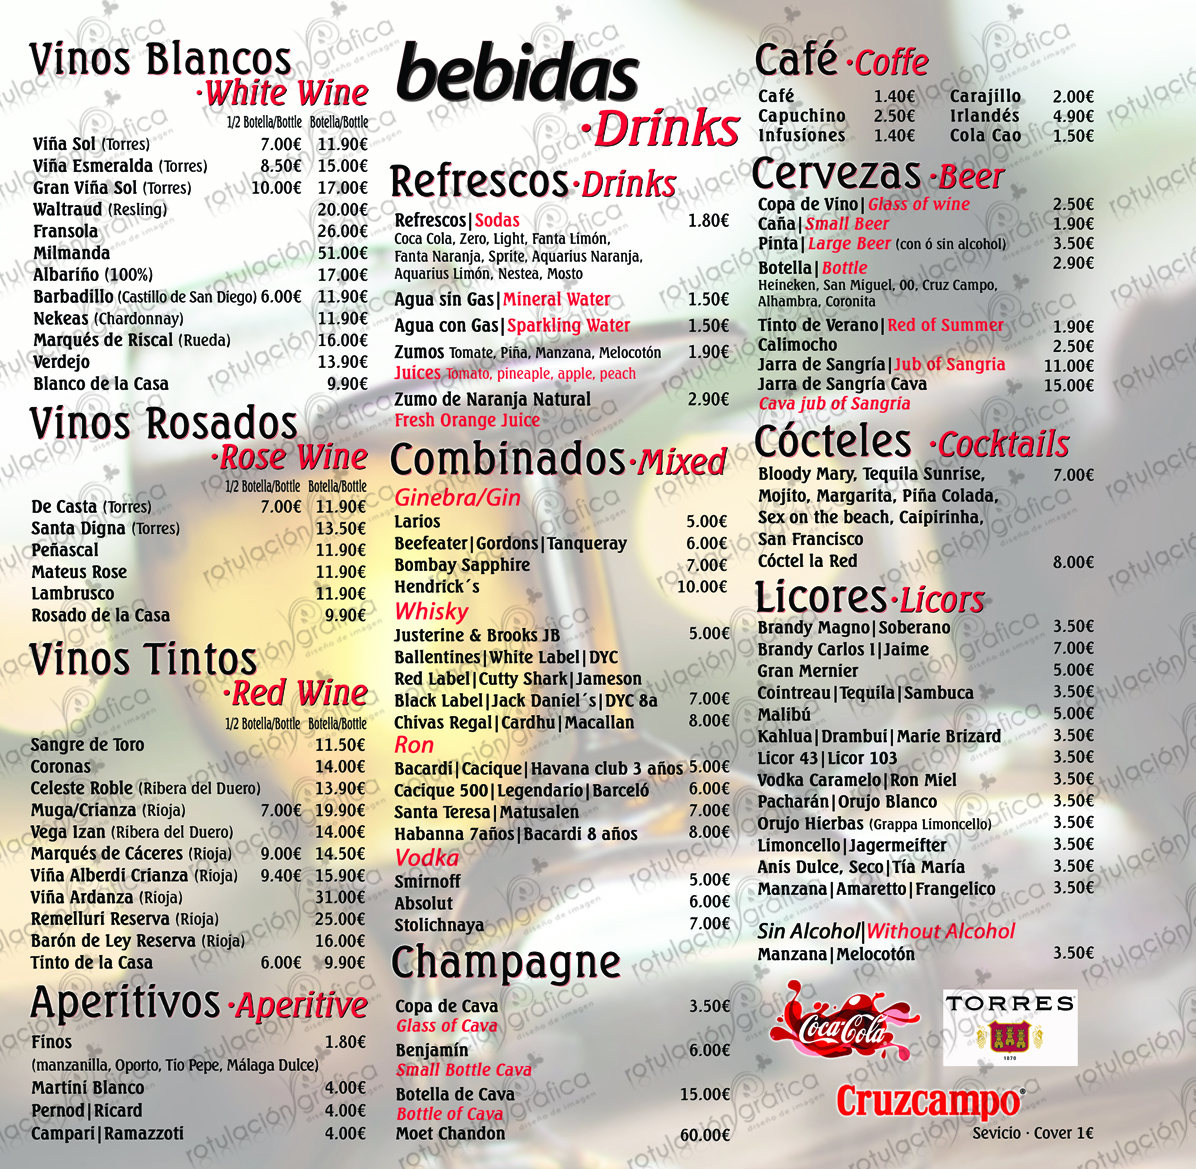 Vinos Blancos
·White Wine
1/2 Botella/Bottle Botella/Bottle
Viña Sol (Torres) 7.00€ 11.90€
Viña Esmeralda (Torres) 8.50€ 15.00€
Gran Viña Sol (Torres) 10.00€ 17.00€
Waltraud (Resling) 20.00€
Fransola 26.00€
Milmanda 51.00€
Albariño (100%) 17.00€
Barbadillo (Castillo de San Diego) 6.00€ 11.90€
Nekeas (Chardonnay) 11.90€
Marqués de Riscal (Rueda) 16.00€
Verdejo 13.90€
Blanco de la Casa 9.90€
Vinos Rosados
·Rose Wine
1/2 Botella/Bottle Botella/Bottle
De Casta (Torres) 7.00€ 11.90€
Santa Digna (Torres) 13.50€
Peñascal 11.90€
Mateus Rose 11.90€
Lambrusco 11.90€
Rosado de la Casa 9.90€
Vinos Tintos
·Red Wine
1/2 Botella/Bottle Botella/Bottle
Sangre de Toro 11.50€
Coronas 14.00€
Celeste Roble (Ribera del Duero) 13.90€
Muga/Crianza (Rioja) 7.00€ 19.90€
Vega Izan (Ribera del Duero) 14.00€
Marqués de Cáceres (Rioja) 9.00€ 14.50€
Viña Alberdi Crianza (Rioja) 9.40€ 15.90€
Viña Ardanza (Rioja) 31.00€
Remelluri Reserva (Rioja) 25.00€
Barón de Ley Reserva (Rioja) 16.00€
Tinto de la Casa 6.00€ 9.90€
Aperitivos ·Aperitive
Finos 1.80€
(manzanilla, Oporto, Tio Pepe, Málaga Dulce)
Martini Blanco 4.00€
Pernod|Ricard 4.00€
Campari|Ramazzoti 4.00€
bebidas
·Drinks
Refrescos·Drinks
Refrescos|Sodas 1.80€
Coca Cola, Zero, Light, Fanta Limón,
Fanta Naranja, Sprite, Aquarius Naranja,
Aquarius Limón, Nestea, Mosto
Agua sin Gas|Mineral Water 1.50€
Agua con Gas|Sparkling Water 1.50€
Zumos Tomate, Piña, Manzana, Melocotón 1.90€
Juices Tomato, pineaple, apple, peach
Zumo de Naranja Natural 2.90€
Fresh Orange Juice
Combinados·Mixed
Ginebra/Gin
Larios 5.00€
Beefeater|Gordons|Tanqueray 6.00€
Bombay Sapphire 7.00€
Hendrick´s 10.00€
Whisky
Justerine & Brooks JB 5.00€
Ballentines|White Label|DYC
Red Label|Cutty Shark|Jameson
Black Label|Jack Daniel´s|DYC 8a 7.00€
Chivas Regal|Cardhu|Macallan 8.00€
Ron
Bacardi|Cacique|Havana club 3 años 5.00€
Cacique 500|Legendario|Barceló 6.00€
Santa Teresa|Matusalen 7.00€
Habanna 7años|Bacardi 8 años 8.00€
Vodka
Smirnoff 5.00€
Absolut 6.00€
Stolichnaya 7.00€
Champagne
Copa de Cava 3.50€
Glass of Cava
Benjamín 6.00€
Small Bottle Cava
Botella de Cava 15.00€
Bottle of Cava
Moet Chandon 60.00€
Café ·Coffe
Café 1.40€ Carajillo 2.00€
Capuchino 2.50€ Irlandés 4.90€
Infusiones 1.40€ Cola Cao 1.50€
Cervezas ·Beer
Copa de Vino|Glass of wine 2.50€
Caña|Small Beer 1.90€
Pinta|Large Beer (con ó sin alcohol) 3.50€
Botella|Bottle 2.90€
Heineken, San Miguel, 00, Cruz Campo,
Alhambra, Coronita
Tinto de Verano|Red of Summer 1.90€
Calimocho 2.50€
Jarra de Sangría|Jub of Sangria 11.00€
Jarra de Sangría Cava 15.00€
Cava jub of Sangria
Cócteles ·Cocktails
Bloody Mary, Tequila Sunrise, 7.00€
Mojito, Margarita, Piña Colada,
Sex on the beach, Caipirinha,
San Francisco
Cóctel la Red 8.00€
Licores·Licors
Brandy Magno|Soberano 3.50€
Brandy Carlos I|Jaime 7.00€
Gran Mernier 5.00€
Cointreau|Tequila|Sambuca 3.50€
Malibú 5.00€
Kahlua|Drambui|Marie Brizard 3.50€
Licor 43|Licor 103 3.50€
Vodka Caramelo|Ron Miel 3.50€
Pacharán|Orujo Blanco 3.50€
Orujo Hierbas (Grappa Limoncello) 3.50€
Limoncello|Jagermeifter 3.50€
Anis Dulce, Seco|Tía María 3.50€
Manzana|Amaretto|Frangelico 3.50€
Sin Alcohol|Without Alcohol
Manzana|Melocotón 3.50€
Coca-Cola
TORRES
1870
Cruzcampo®
Sevicio · Cover 1€
rotulación gráfica
diseño de imagen